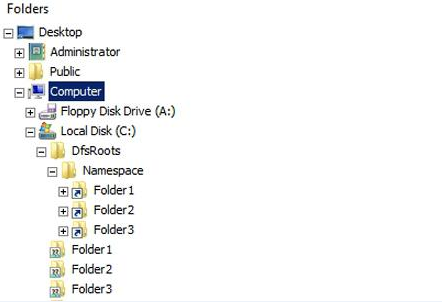 Folders
Desktop
Administrator
Public
Computer
Floppy Disk Drive (A:)
Local Disk (C:)
DfsRoots
Namespace
Folder1
Folder2
Folder3
Folder1
Folder2
Folder3